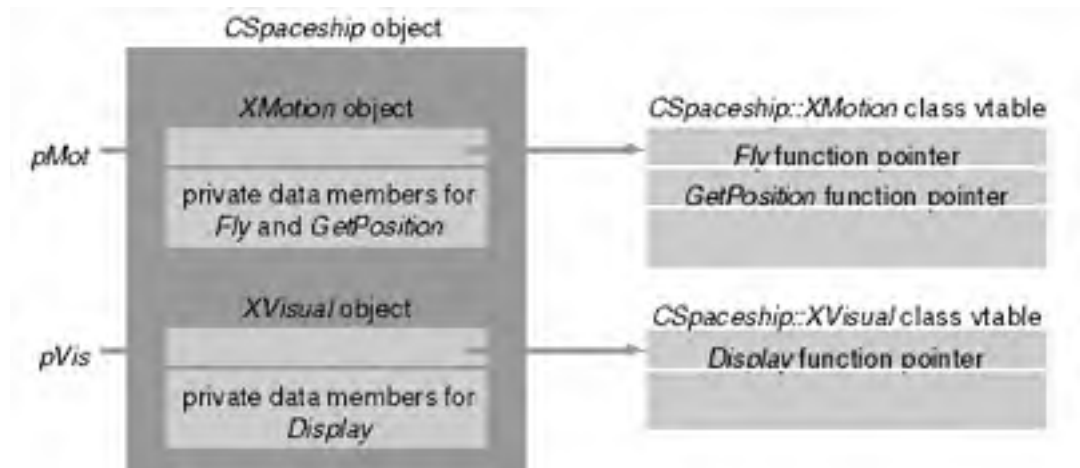 CSpaceship object
XMotion object
CSpaceship::XMotion class vtable
pMot
Fly function pointer
private data members for
Fly and GetPosition
GetPosition function pointer
XVisual object
CSpaceship::XVisual class vtable
pVis
Display function pointer
private data members for
Display